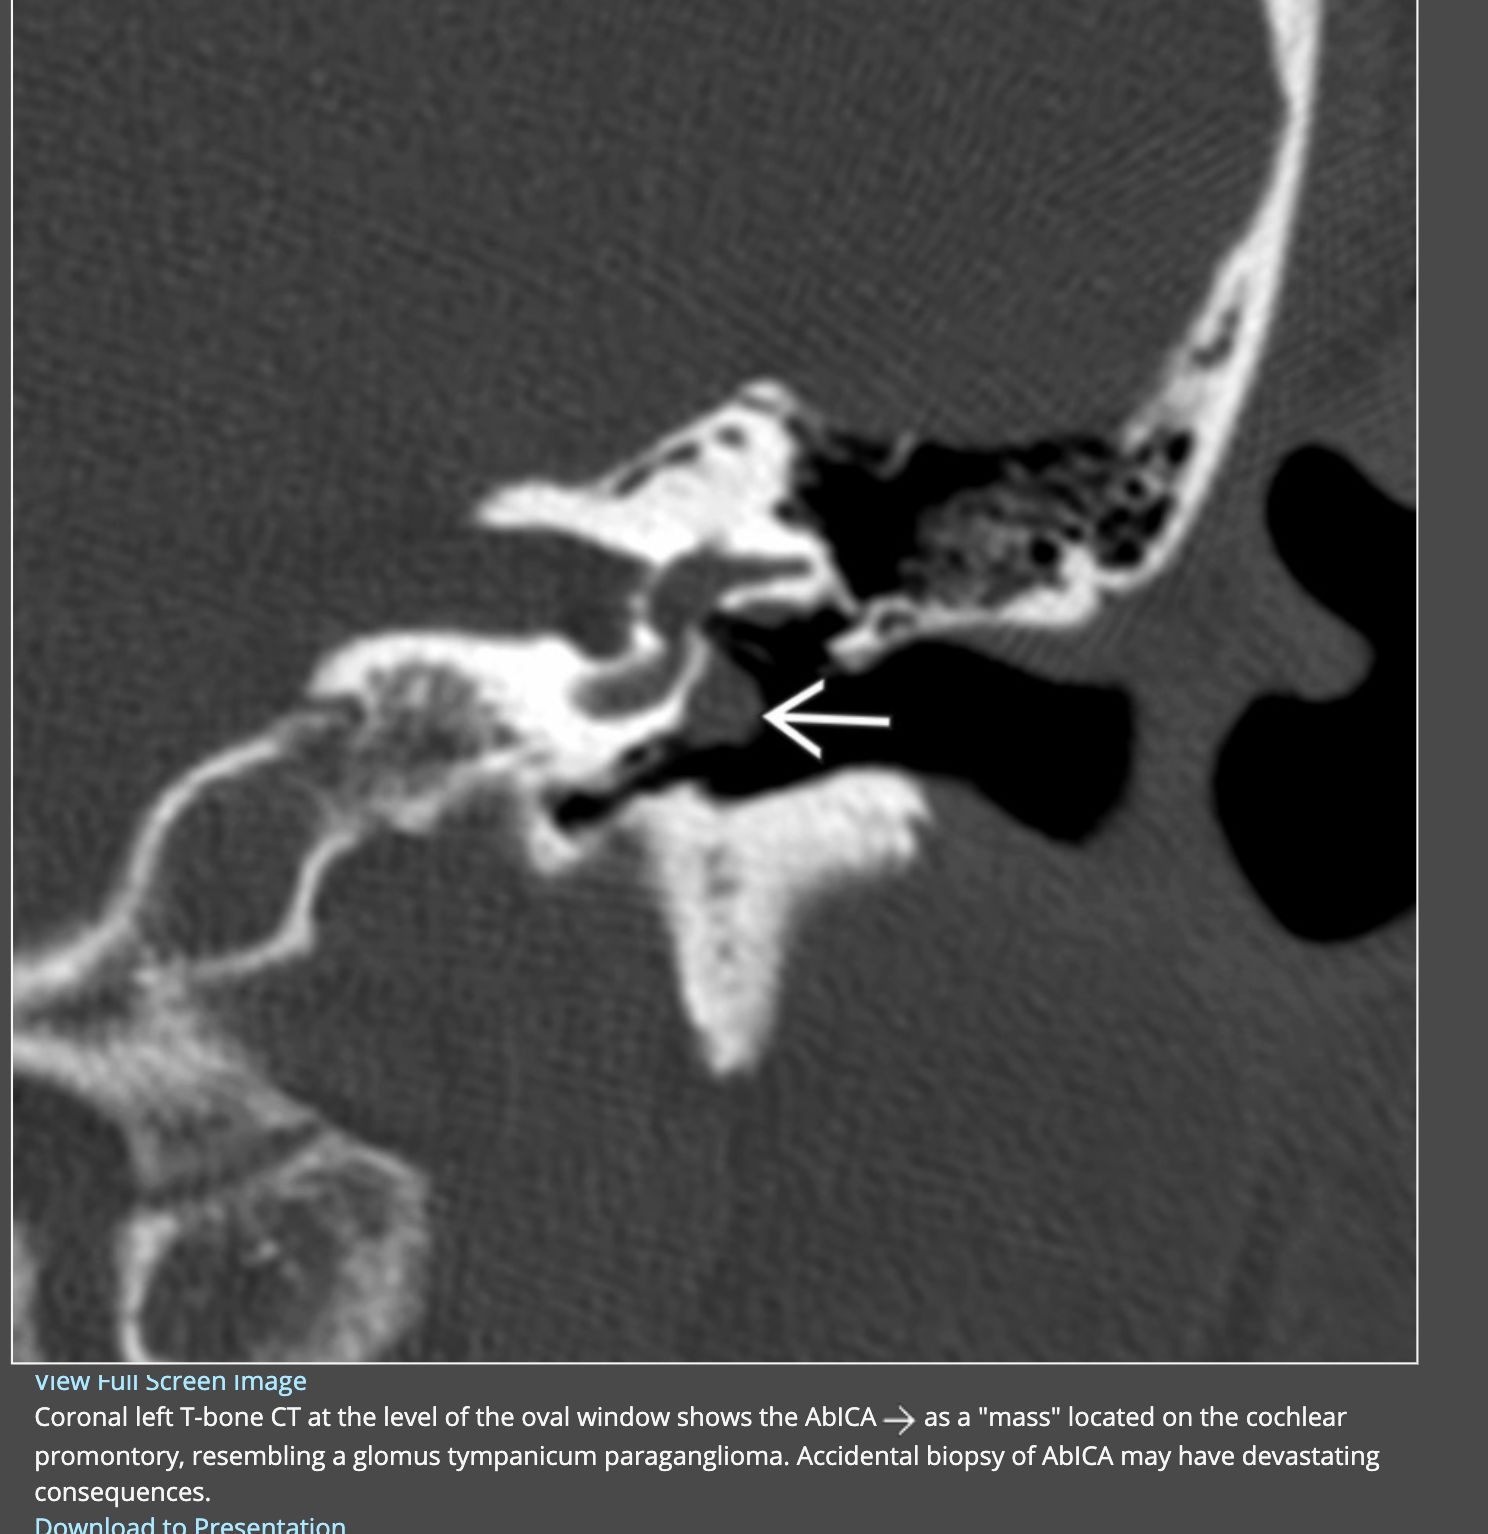 View Full Screen Image
Coronal left T-bone CT at the level of the oval window shows the AbICA → as a "mass" located on the cochlear
promontory, resembling a glomus tympanicum paraganglioma. Accidental biopsy of AbICA may have devastating
consequences.
Download to Presentation